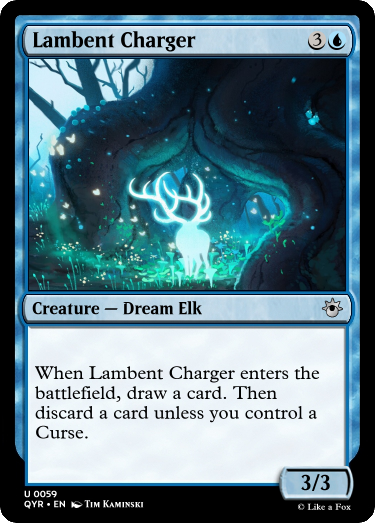 Lambent Charger 3
Creature — Dream Elk
When Lambent Charger enters the
battlefield, draw a card. Then
discard a card unless you control a
Curse.
3/3
U 0059
QYR • EN Tim Kaminski
© Like a Fox